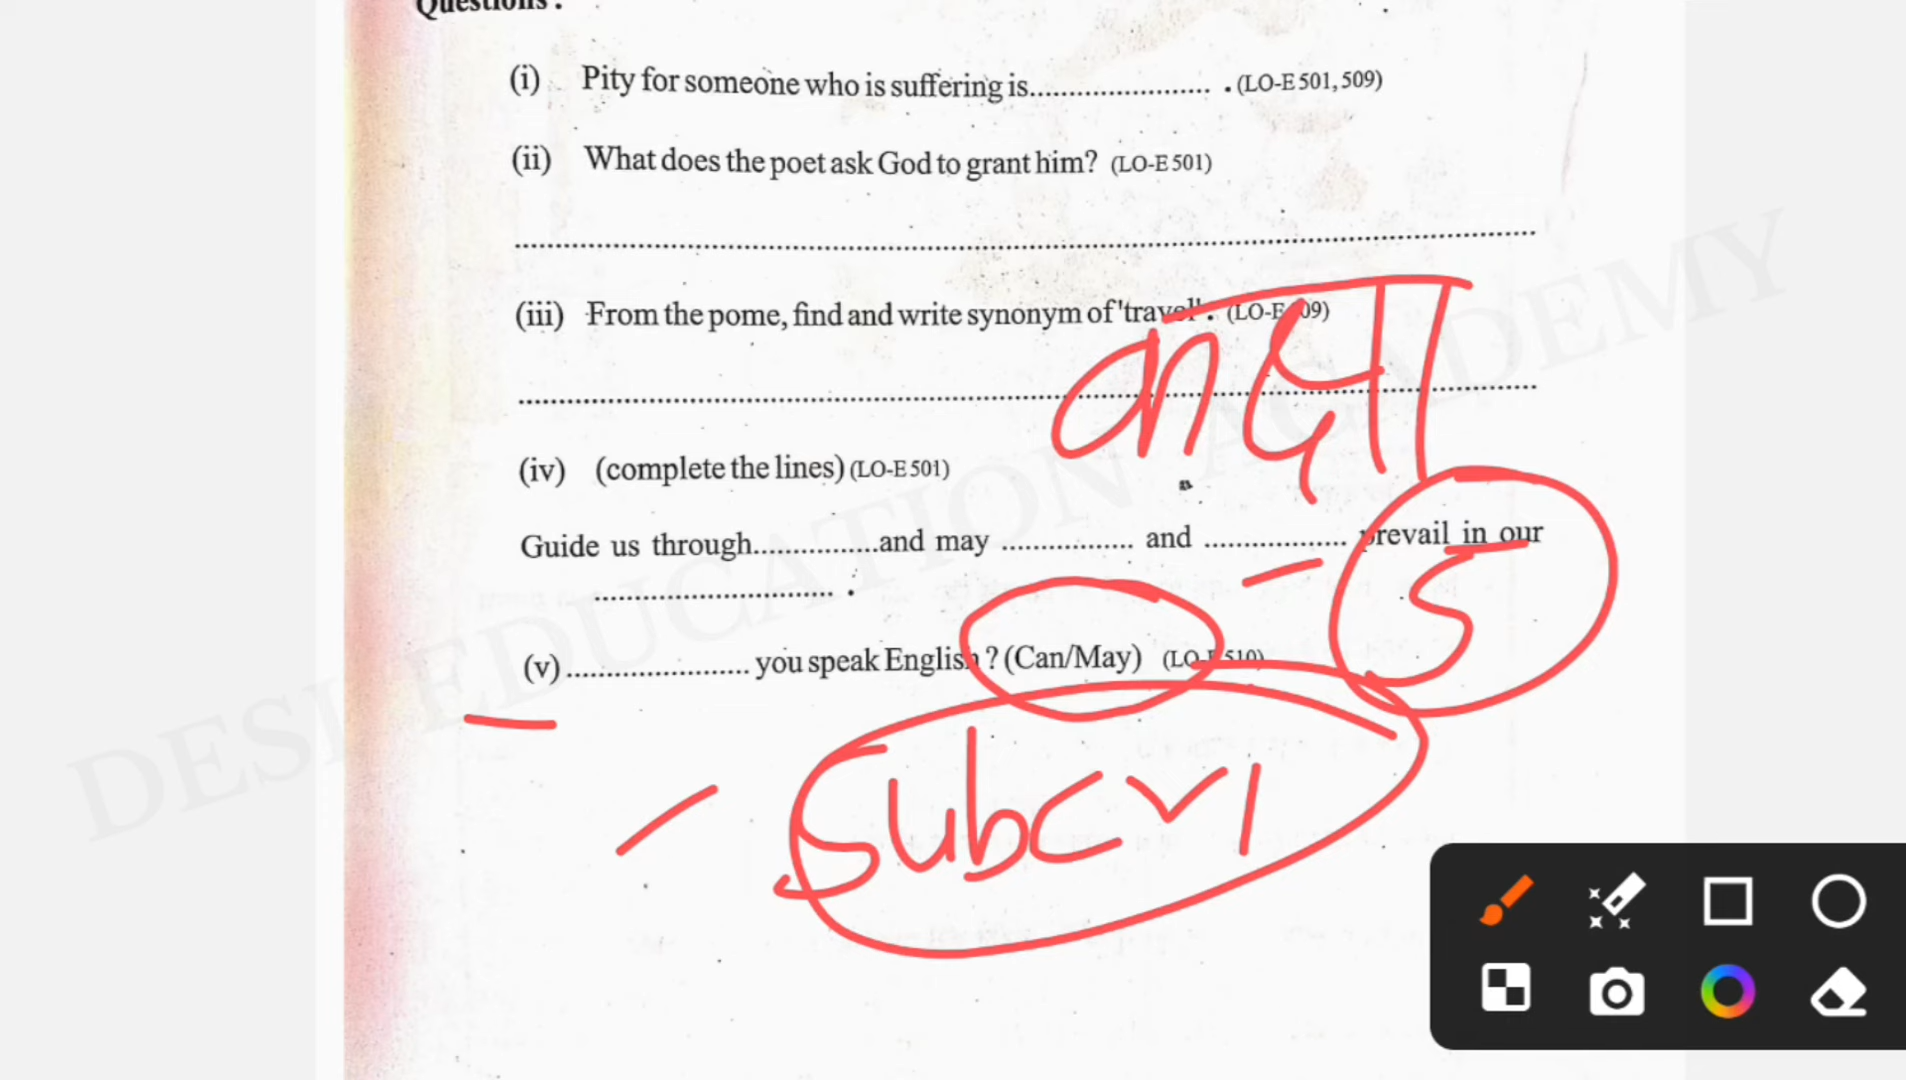 Questions :
(i) Pity for someone who is suffering is..................... . (LO-E 501, 509)
(ii) What does the poet ask God to grant him? (LO-E 501)
(iii) From the pome, find and write synonym of 'travel'. (LO-E 509)
(iv) (complete the lines) (LO-E 501)
Guide us through................and may ................. and .................. prevail in our
.............................. .
(v) ....................... you speak English ? (Can/May) (LO-E 510)
कक्षा
5
DESI EDUCATION ACADEMY